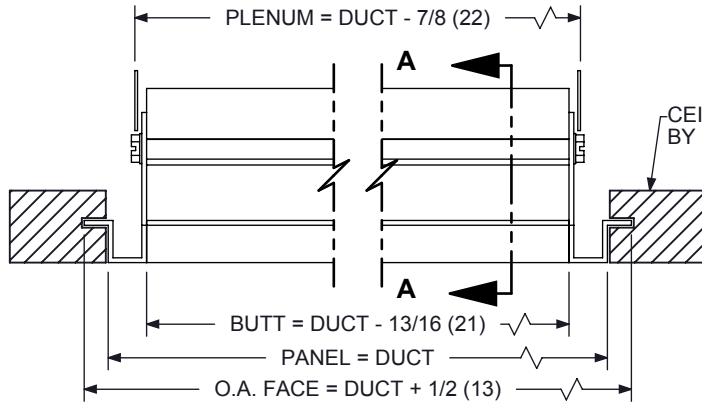 PLENUM = DUCT - 7/8 (22)
A
CEI
BY
A
BUTT = DUCT - 13/16 (21)
PANEL = DUCT
O.A. FACE = DUCT + 1/2 (13)